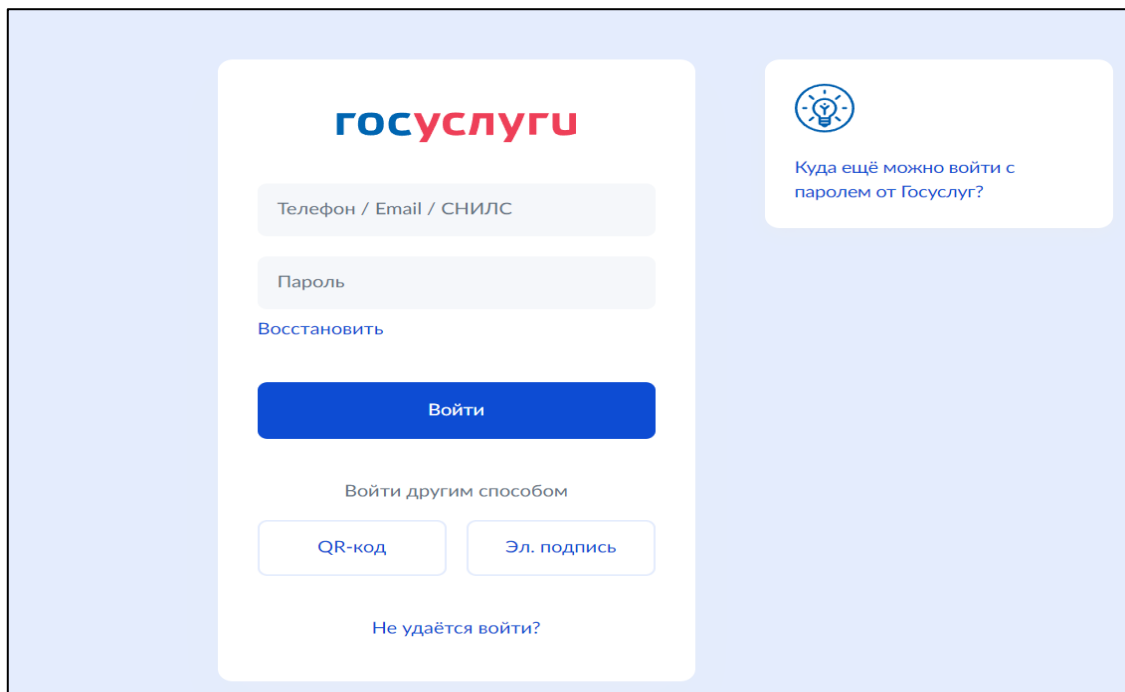 госуслуги
Телефон / Email / СНИЛС
Пароль
Восстановить
Войти
Войти другим способом
QR-код
Эл. подпись
Не удаётся войти?
Куда ещё можно войти с
паролем от Госуслуг?